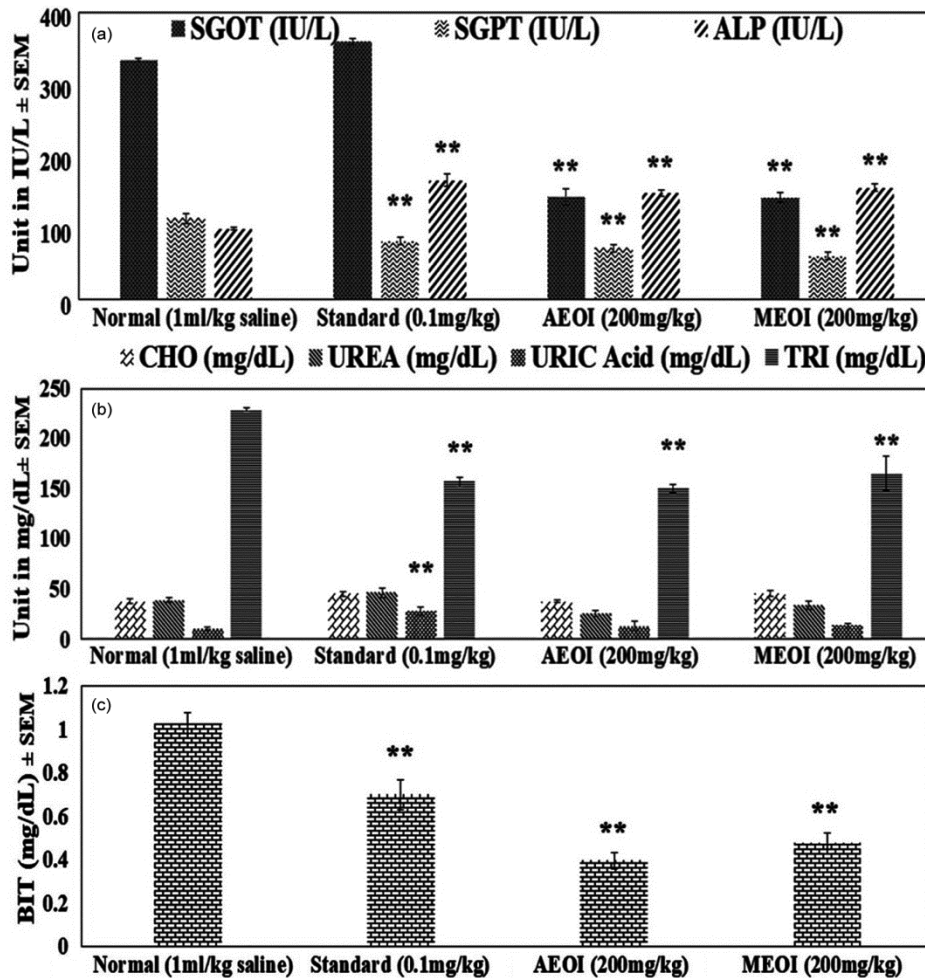 (a)
SGOT (IU/L) SGPT (IU/L) ALP (IU/L)
Unit in IU/L ± SEM
400
300
200
100
0
** ** ** ** ** ** ** **
Normal (1ml/kg saline) Standard (0.1mg/kg) AEOI (200mg/kg) MEOI (200mg/kg)
CHO (mg/dL) UREA (mg/dL) URIC Acid (mg/dL) TRI (mg/dL)
(b)
Unit in mg/dL± SEM
250
200
150
100
50
0
** ** ** **
Normal (1ml/kg saline) Standard (0.1mg/kg) AEOI (200mg/kg) MEOI (200mg/kg)
(c)
BIT (mg/dL) ± SEM
1.2
1
0.8
0.6
0.4
0.2
0
** ** **
Normal (1ml/kg saline) Standard (0.1mg/kg) AEOI (200mg/kg) MEOI (200mg/kg)